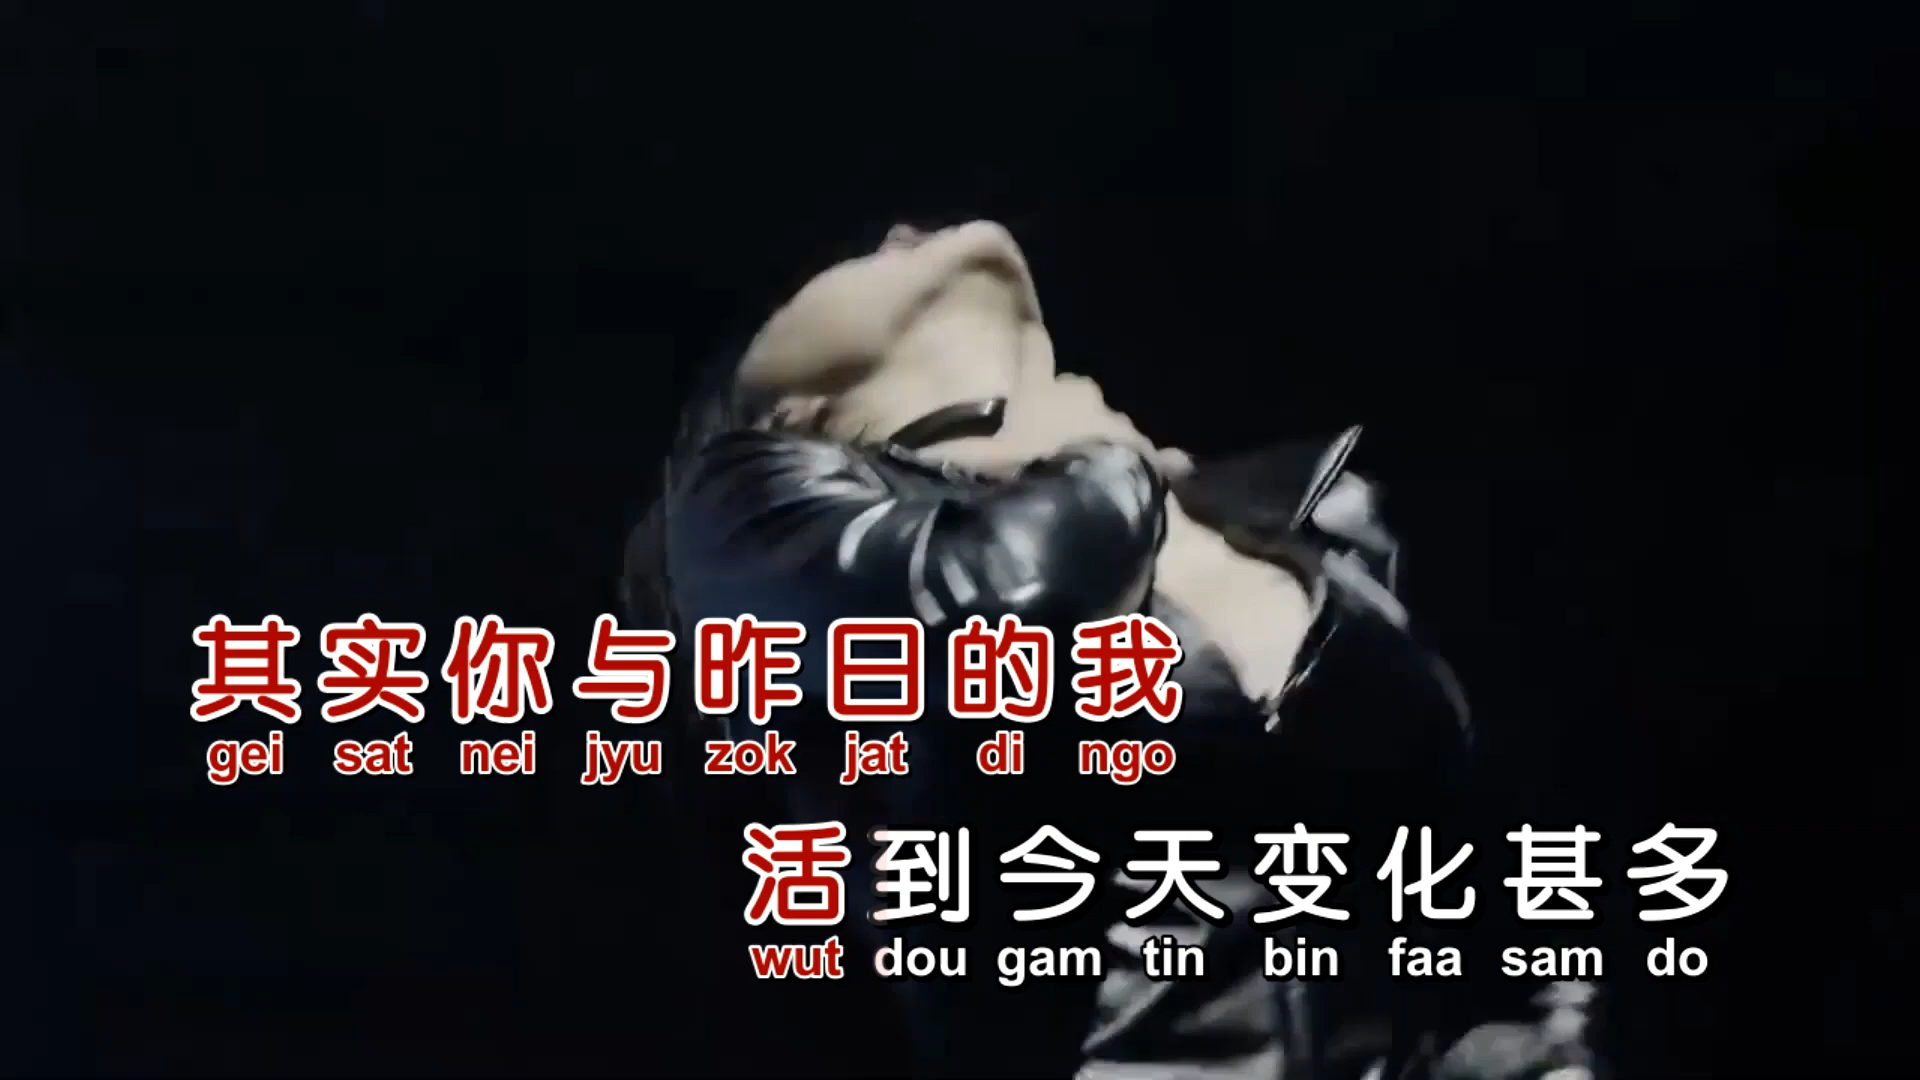 其实你与昨日的我
gei sat nei jyu zok jat di ngo
活到今天变化甚多
wut dou gam tin bin faa sam do